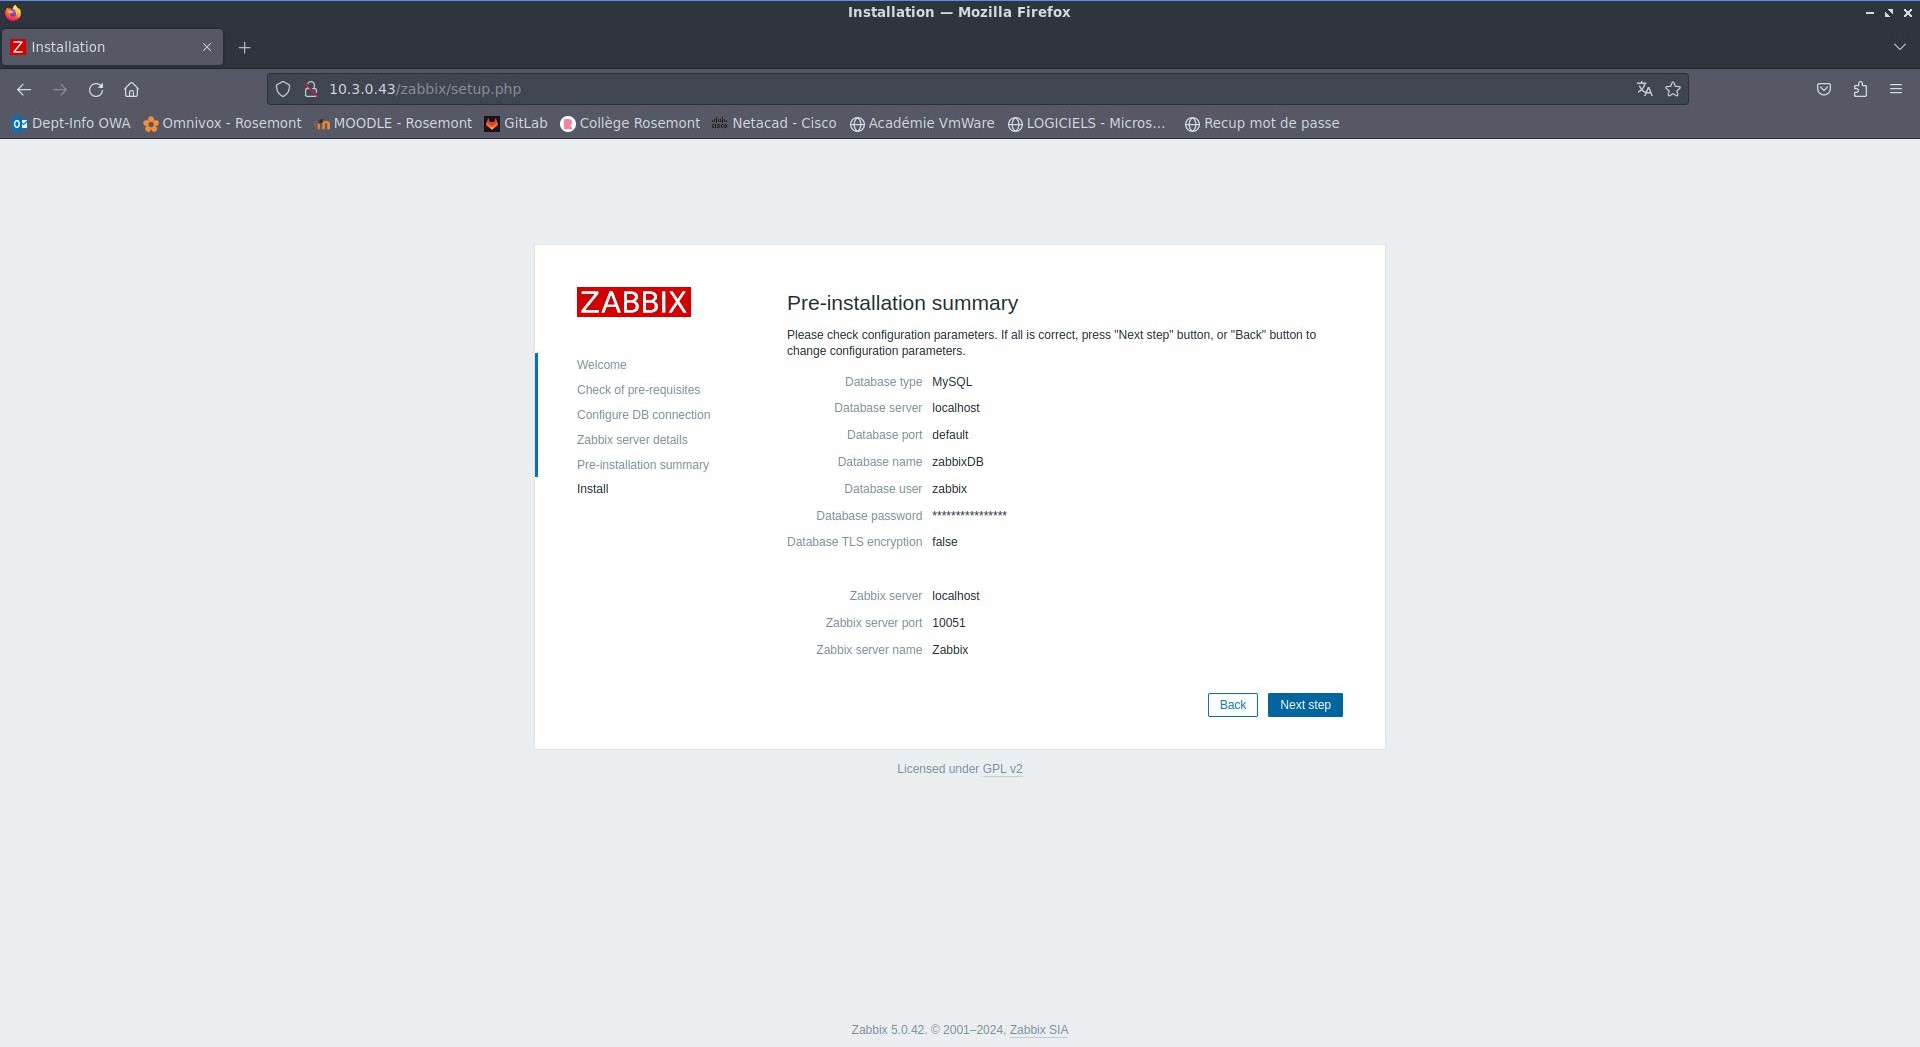 Installation — Mozilla Firefox
Z Installation
10.3.0.43/zabbix/setup.php
Dept-Info OWA Omnivox - Rosemont MOODLE - Rosemont GitLab Collège Rosemont Netacad - Cisco Académie VmWare LOGICIELS - Micros... Recup mot de passe
ZABBIX
Welcome
Check of pre-requisites
Configure DB connection
Zabbix server details
Pre-installation summary
Install
Pre-installation summary
Please check configuration parameters. If all is correct, press "Next step" button, or "Back" button to
change configuration parameters.
Database type MySQL
Database server localhost
Database port default
Database name zabbixDB
Database user zabbix
Database password ****************
Database TLS encryption false
Zabbix server localhost
Zabbix server port 10051
Zabbix server name Zabbix
Back Next step
Licensed under GPL v2
Zabbix 5.0.42. © 2001–2024, Zabbix SIA